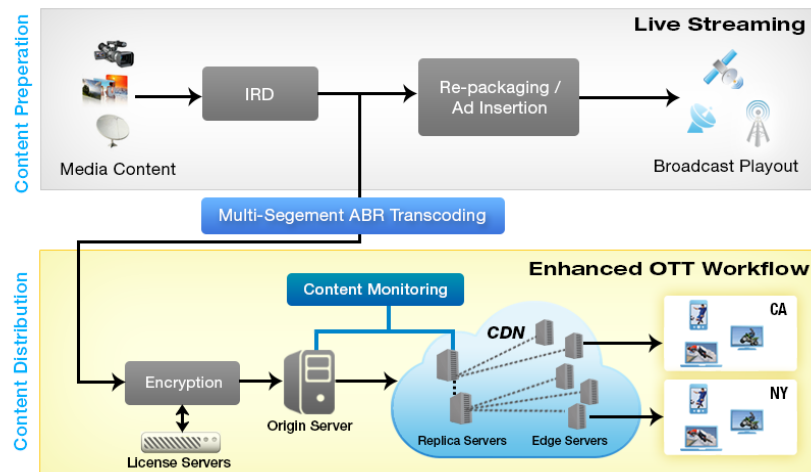 Live Streaming
Content Preperation
IRD
Re-packaging /
Ad Insertion
Media Content
Broadcast Playout
Multi-Segement ABR Transcoding
Enhanced OTT Workflow
Content Distribution
Content Monitoring
CDN
CA
Encryption
Origin Server
NY
Replica Servers
Edge Servers
License Servers